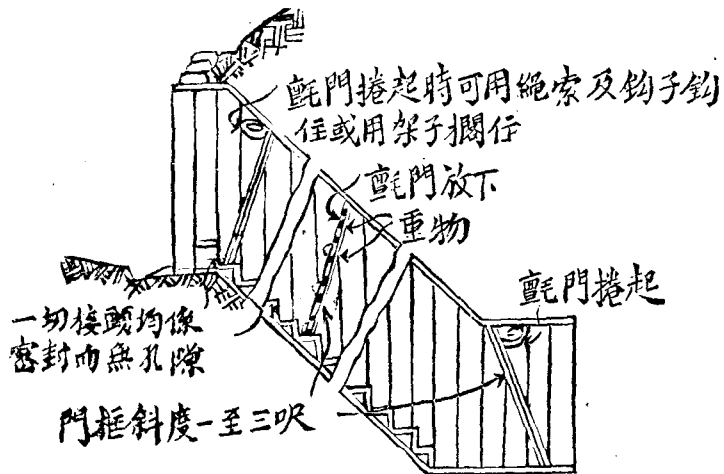 氈門捲起時可用繩索及鈎子鈎
住或用架子擱住
氈門放下
重物
氈門捲起
一切接頭均係
密封而無孔隙
門框斜度一至三呎